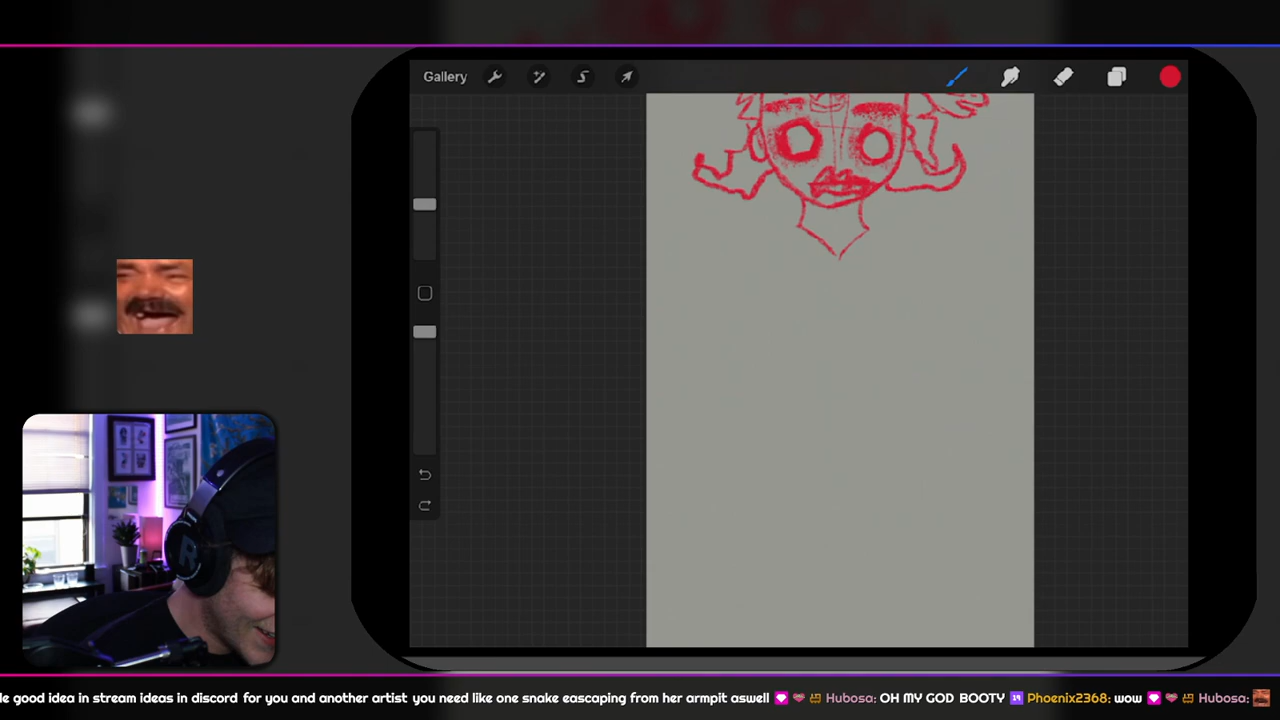 Gallery
R
le good idea in stream ideas in discord for you and another artist you need like one snake eascaping from her armpit aswell Hubosa: OH MY GOD BOOTY 19 Phoenix2368: wow Hubosa: